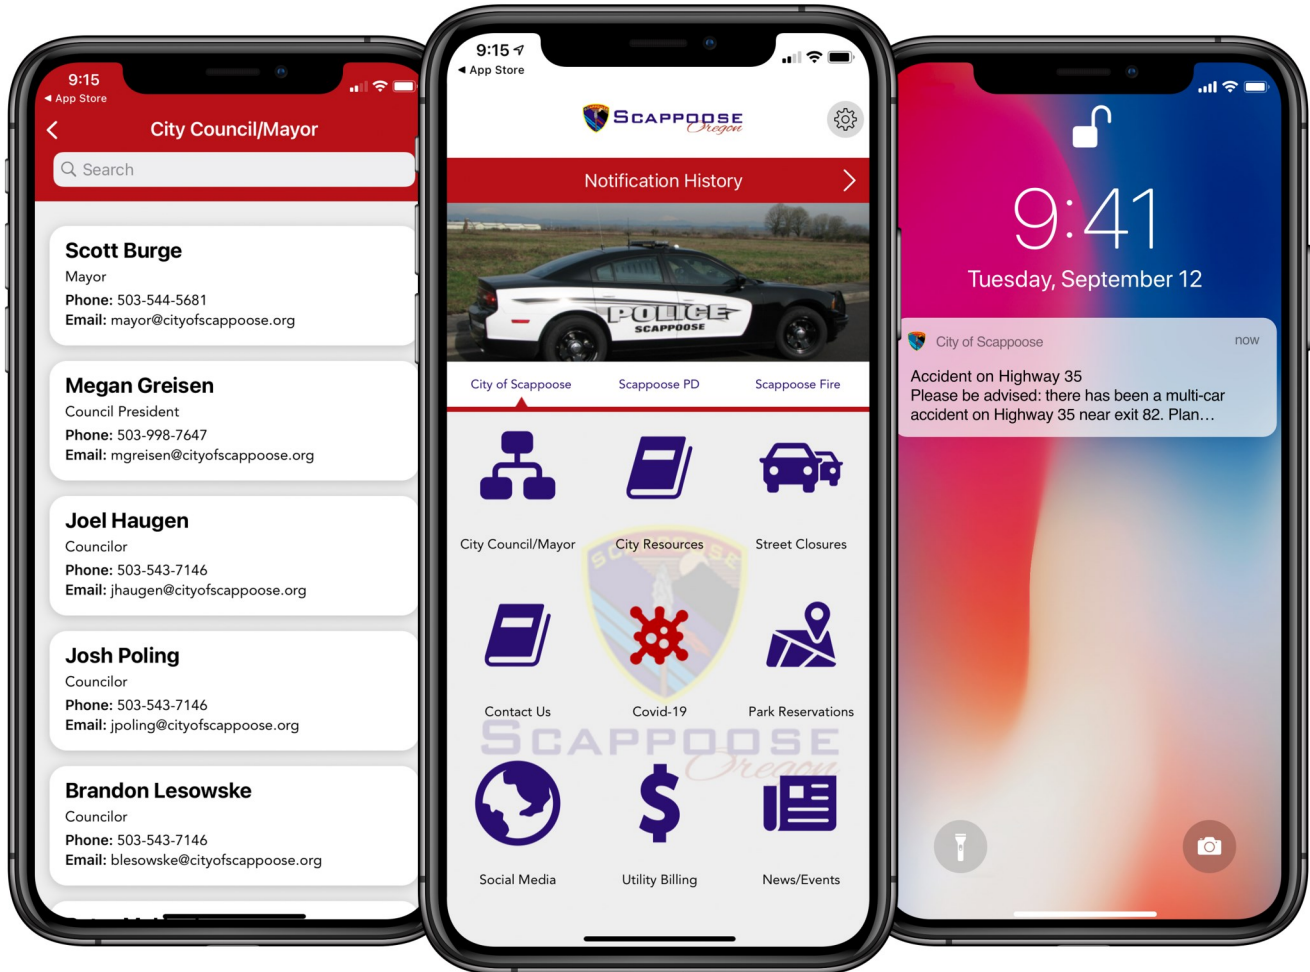 9:15
App Store
City Council/Mayor
Search
Scott Burge
Mayor
Phone: 503-544-5681
Email: mayor@cityofscappoose.org
Megan Greisen
Council President
Phone: 503-998-7647
Email: mgreisen@cityofscappoose.org
Joel Haugen
Councilor
Phone: 503-543-7146
Email: jhaugen@cityofscappoose.org
Josh Poling
Councilor
Phone: 503-543-7146
Email: jpoling@cityofscappoose.org
Brandon Lesowske
Councilor
Phone: 503-543-7146
Email: blesowske@cityofscappoose.org
9:15
App Store
SCAPPOOSE
Oregon
Notification History
POLICE
SCAPPOOSE
City of Scappoose Scappoose PD Scappoose Fire
City Council/Mayor City Resources Street Closures
SCAPPOOSE
Contact Us Covid-19 Park Reservations
SCAPPOOSE
Oregon
Social Media Utility Billing News/Events
9:41
Tuesday, September 12
City of Scappoose now
Accident on Highway 35
Please be advised: there has been a multi-car
accident on Highway 35 near exit 82. Plan...